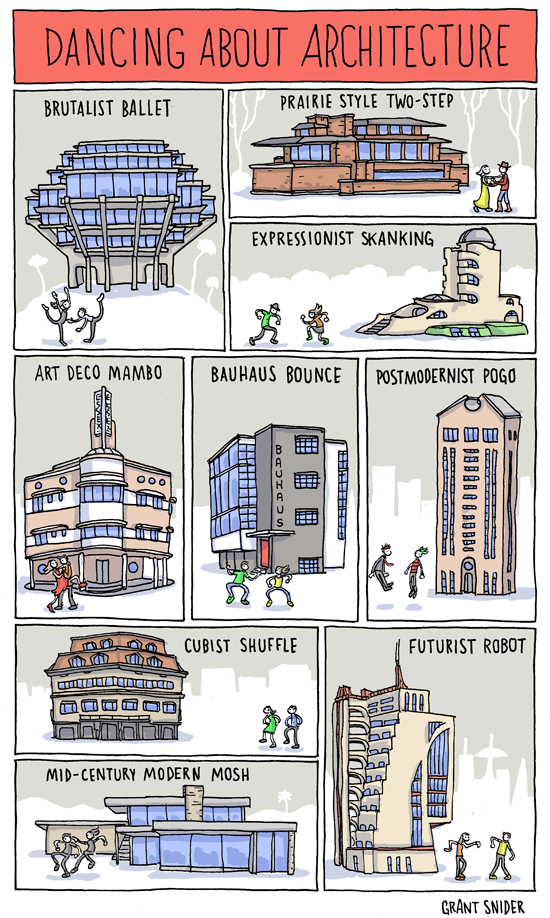 DANCING ABOUT ARCHITECTURE
BRUTALIST BALLET
PRAIRIE STYLE TWO-STEP
EXPRESSIONIST SKANKING
ART DECO MAMBO
BAUHAUS BOUNCE
BAUHAUS
POSTMODERNIST POGO
CUBIST SHUFFLE
FUTURIST ROBOT
MID-CENTURY MODERN MOSH
GRANT SNIDER